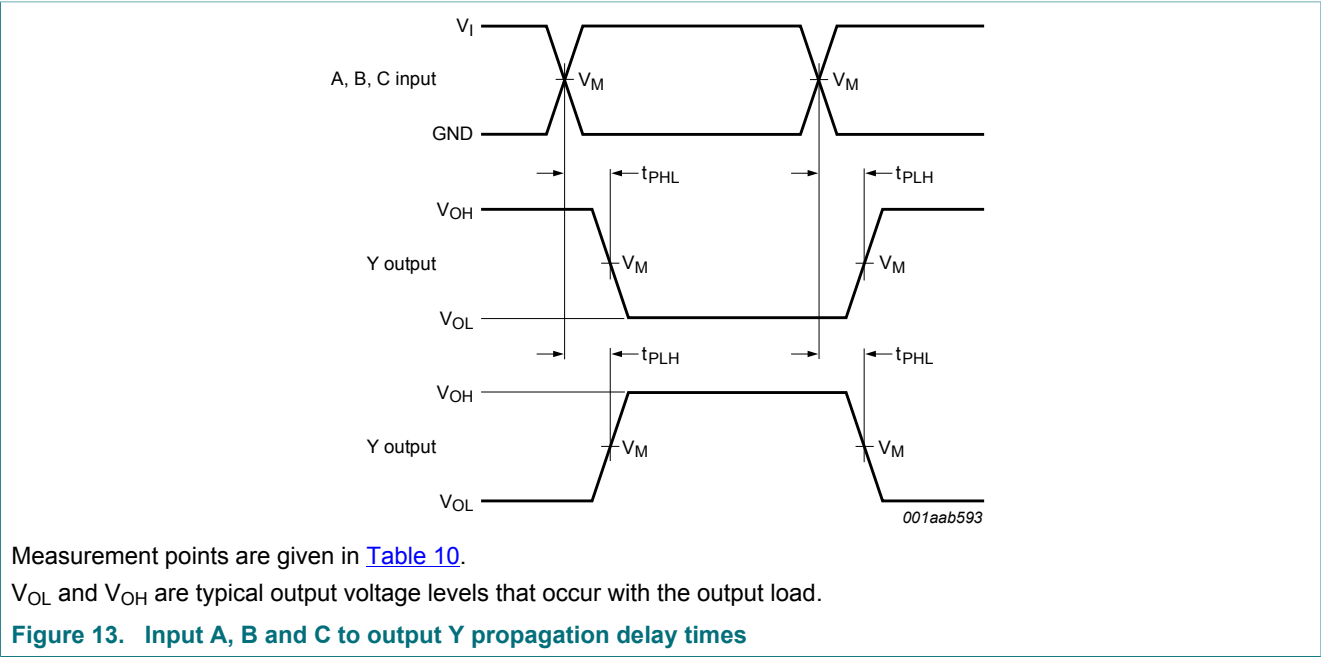 VI
A, B, C input
VM
VM
GND
tPHL
tPLH
VOH
Y output
VM
VM
VOL
tPLH
tPHL
VOH
Y output
VM
VM
VOL
001aab593
Measurement points are given in Table 10.
VOL and VOH are typical output voltage levels that occur with the output load.
Figure 13. Input A, B and C to output Y propagation delay times